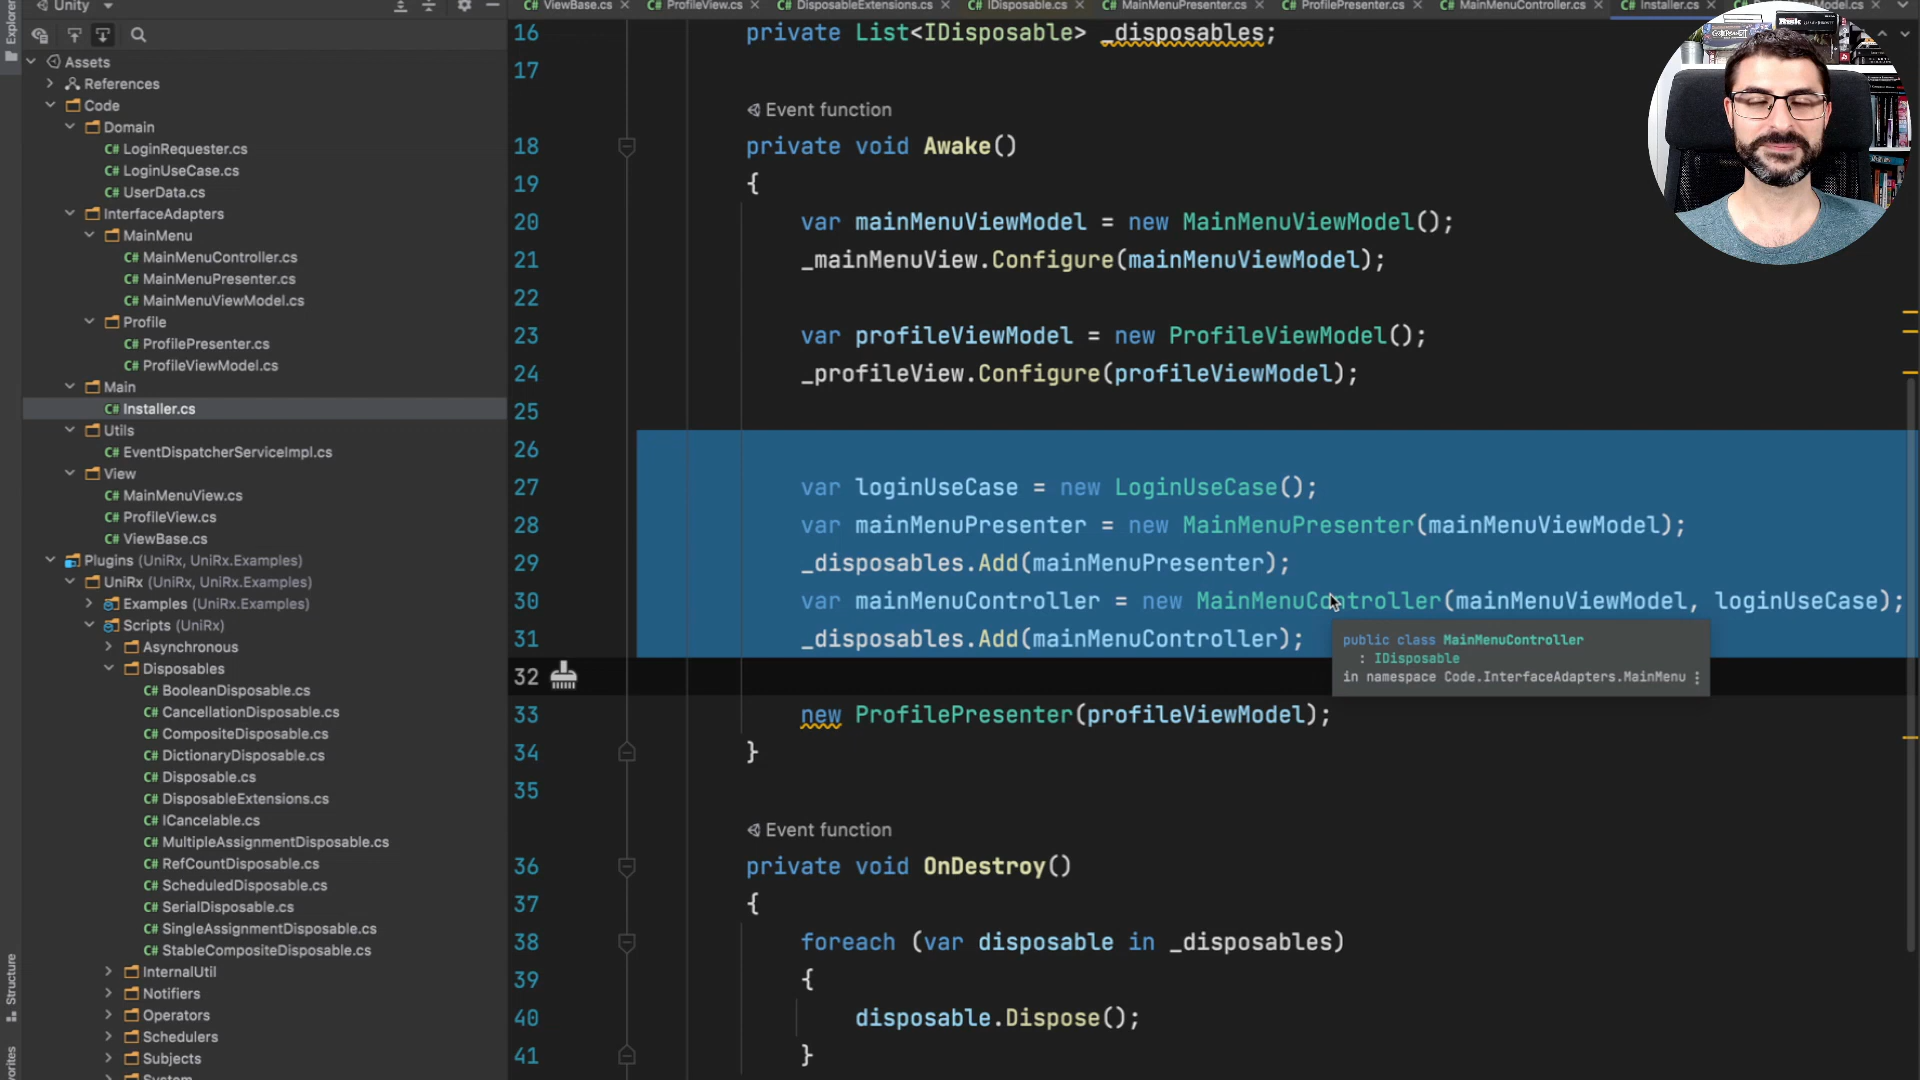 Explorer
Unity
ViewBase.cs
ProfileView.cs
DisposableExtensions.cs
IDisposable.cs
MainMenuPresenter.cs
ProfilePresenter.cs
MainMenuController.cs
Installer.cs
Model.cs
Assets
References
Code
Domain
C# LoginRequester.cs
C# LoginUseCase.cs
C# UserData.cs
InterfaceAdapters
MainMenu
C# MainMenuController.cs
C# MainMenuPresenter.cs
C# MainMenuViewModel.cs
Profile
C# ProfilePresenter.cs
C# ProfileViewModel.cs
Main
C# Installer.cs
Utils
C# EventDispatcherServiceImpl.cs
View
C# MainMenuView.cs
C# ProfileView.cs
C# ViewBase.cs
Plugins (UniRx, UniRx.Examples)
UniRx (UniRx, UniRx.Examples)
Examples (UniRx.Examples)
Scripts (UniRx)
Asynchronous
Disposables
C# BooleanDisposable.cs
C# CancellationDisposable.cs
C# CompositeDisposable.cs
C# DictionaryDisposable.cs
C# Disposable.cs
C# DisposableExtensions.cs
C# ICancelable.cs
C# MultipleAssignmentDisposable.cs
C# RefCountDisposable.cs
C# ScheduledDisposable.cs
C# SerialDisposable.cs
C# SingleAssignmentDisposable.cs
C# StableCompositeDisposable.cs
InternalUtil
Notifiers
Operators
Schedulers
Subjects
System
Structure
16 private List<IDisposable> _disposables;
17
Event function
18 private void Awake()
19 {
20 var mainMenuViewModel = new MainMenuViewModel();
21 _mainMenuView.Configure(mainMenuViewModel);
22
23 var profileViewModel = new ProfileViewModel();
24 _profileView.Configure(profileViewModel);
25
26
27 var loginUseCase = new LoginUseCase();
28 var mainMenuPresenter = new MainMenuPresenter(mainMenuViewModel);
29 _disposables.Add(mainMenuPresenter);
30 var mainMenuController = new MainMenuController(mainMenuViewModel, loginUseCase);
31 _disposables.Add(mainMenuController);
public class MainMenuController
: IDisposable
in namespace Code.InterfaceAdapters.MainMenu
32
33 new ProfilePresenter(profileViewModel);
34 }
35
Event function
36 private void OnDestroy()
37 {
38 foreach (var disposable in _disposables)
39 {
40 disposable.Dispose();
41 }
Risk